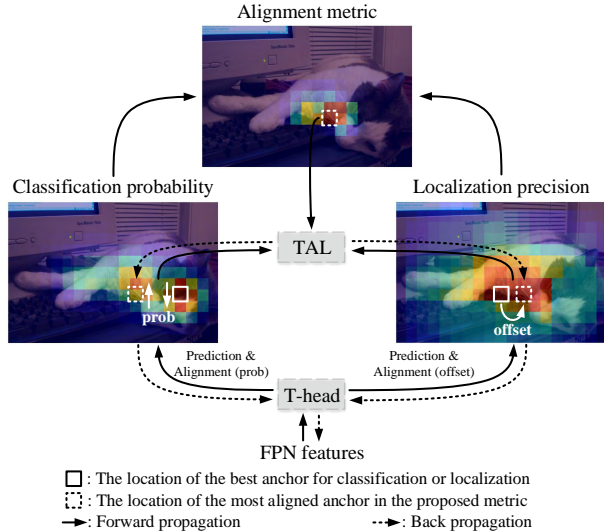 Alignment metric
Classification probability
Localization precision
TAL
prob
offset
Prediction &
Alignment (prob)
Prediction &
Alignment (offset)
T-head
FPN features
: The location of the best anchor for classification or localization
: The location of the most aligned anchor in the proposed metric
: Forward propagation
: Back propagation